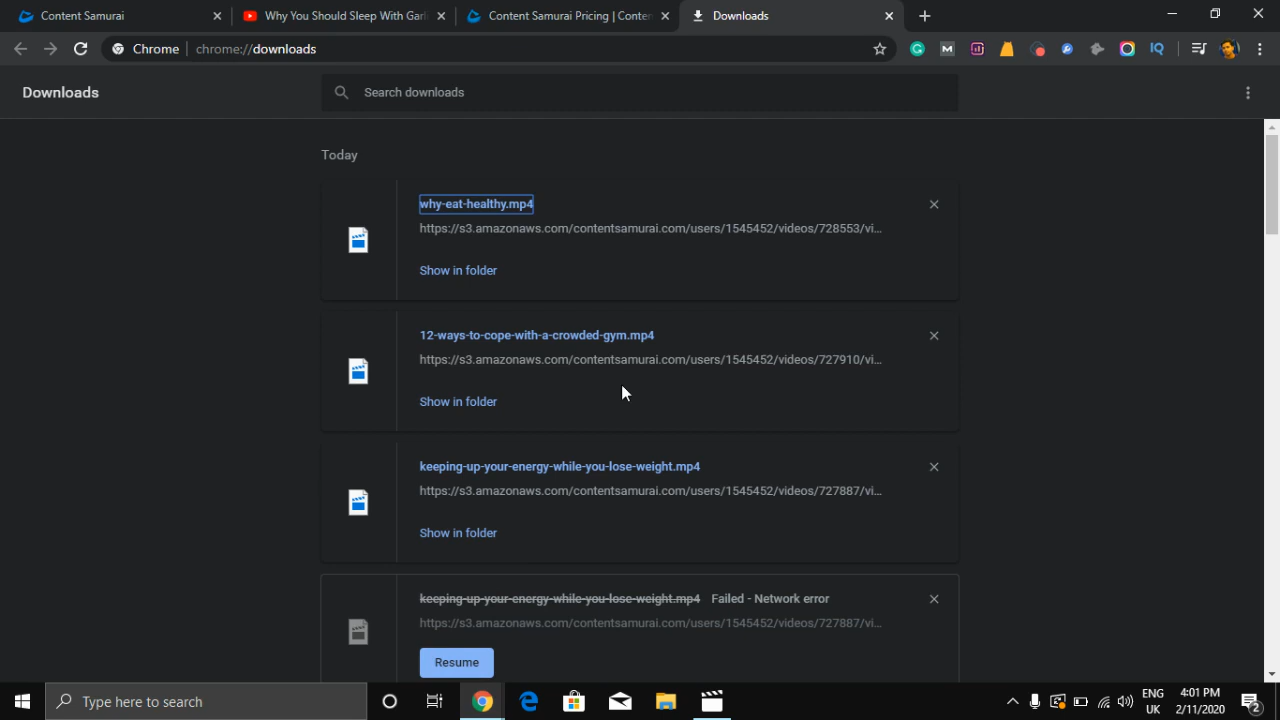 Content Samurai
Why You Should Sleep With Garli
Content Samurai Pricing | Conten
Downloads
Chrome
chrome://downloads
Downloads
Search downloads
Today
why-eat-healthy.mp4
https://s3.amazonaws.com/contentsamurai.com/users/1545452/videos/728553/vi...
Show in folder
12-ways-to-cope-with-a-crowded-gym.mp4
https://s3.amazonaws.com/contentsamurai.com/users/1545452/videos/727910/vi...
Show in folder
keeping-up-your-energy-while-you-lose-weight.mp4
https://s3.amazonaws.com/contentsamurai.com/users/1545452/videos/727887/vi...
Show in folder
keeping-up-your-energy-while-you-lose-weight.mp4 Failed - Network error
https://s3.amazonaws.com/contentsamurai.com/users/1545452/videos/727887/vi...
Resume
Type here to search
ENG
UK
4:01 PM
2/11/2020
2